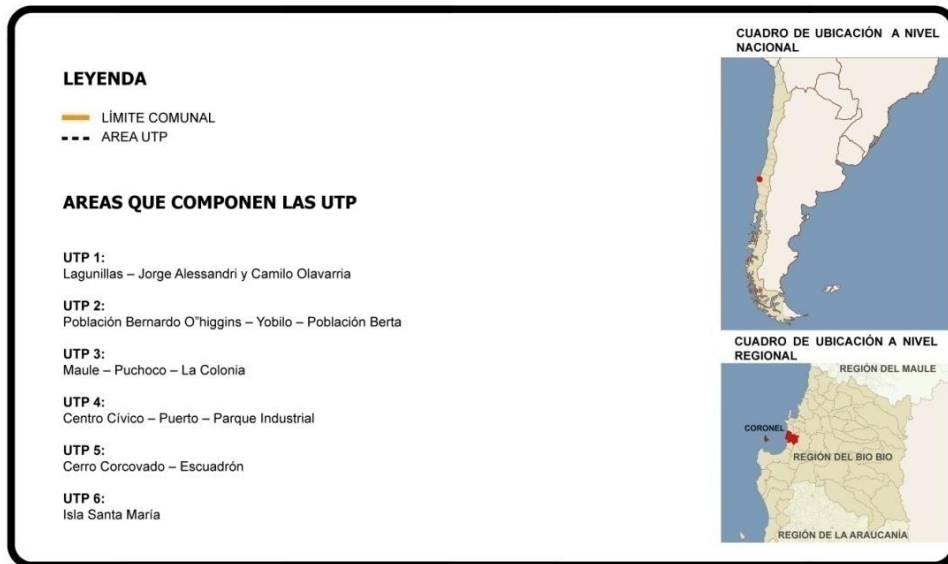 LEYENDA
LÍMITE COMUNAL
AREA UTP
AREAS QUE COMPONEN LAS UTP
UTP 1:
Lagunillas – Jorge Alessandri y Camilo Olavarria
UTP 2:
Población Bernardo O"higgins – Yobilo – Población Berta
UTP 3:
Maule – Puchoco – La Colonia
UTP 4:
Centro Cívico – Puerto – Parque Industrial
UTP 5:
Cerro Corcovado – Escuadrón
UTP 6:
Isla Santa María
CUADRO DE UBICACIÓN A NIVEL
NACIONAL
CUADRO DE UBICACIÓN A NIVEL
REGIONAL
REGIÓN DEL MAULE
CORONEL
REGIÓN DEL BIO BIO
REGIÓN DE LA ARAUCANÍA